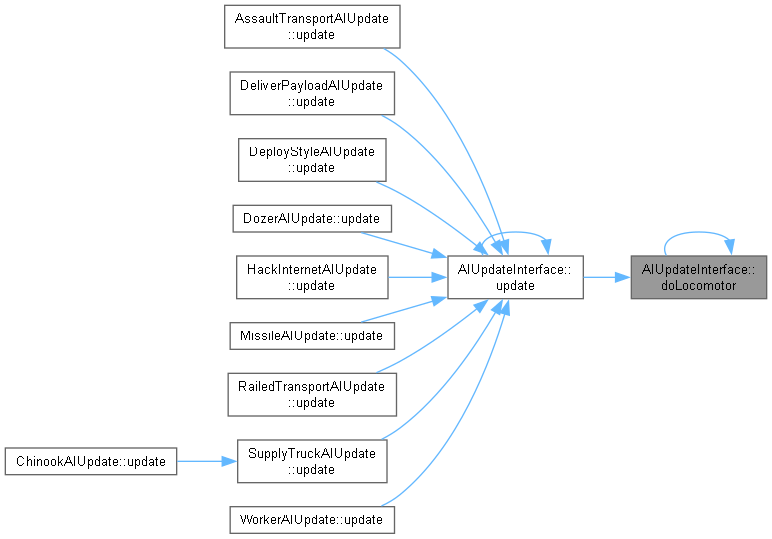 AssaultTransportAIUpdate
::update
DeliverPayloadAIUpdate
::update
DeployStyleAIUpdate
::update
DozerAIUpdate::update
HackInternetAIUpdate
::update
MissileAIUpdate::update
RailedTransportAIUpdate
::update
ChinookAIUpdate::update
SupplyTruckAIUpdate
::update
WorkerAIUpdate::update
AIUpdateInterface::
update
AIUpdateInterface::
doLocomotor